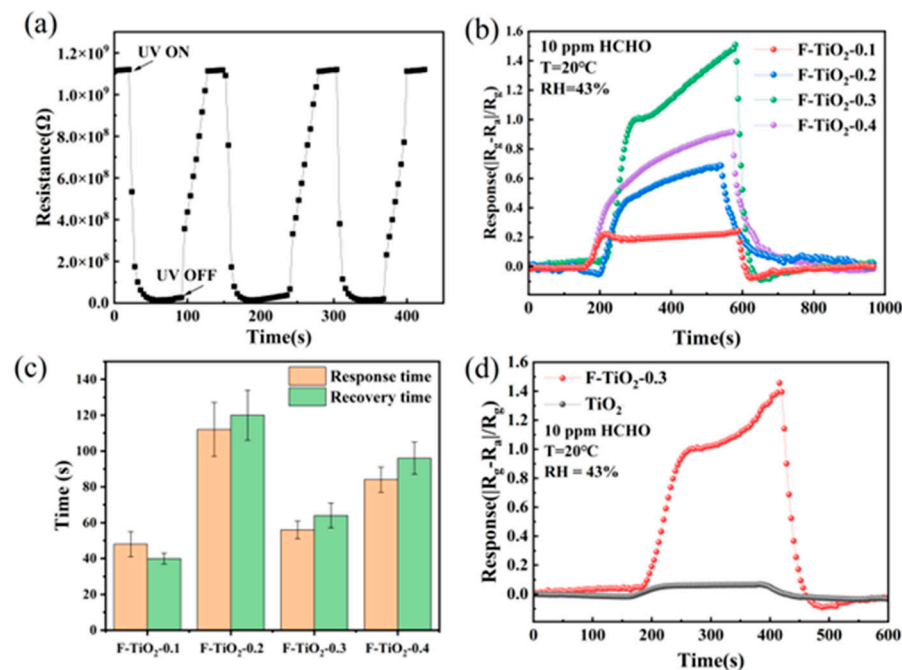 (a)
UV ON
UV OFF
1.2×10⁹
1.0×10⁹
8.0×10⁸
6.0×10⁸
4.0×10⁸
2.0×10⁸
0.0
Resistance(Ω)
0 100 200 300 400
Time(s)
(b)
10 ppm HCHO
T=20°C
RH=43%
F-TiO₂-0.1
F-TiO₂-0.2
F-TiO₂-0.3
F-TiO₂-0.4
1.6
1.4
1.2
1.0
0.8
0.6
0.4
0.2
0.0
Response(|Rg-Ra|/Rg)
0 200 400 600 800 1000
Time(s)
(c)
Response time
Recovery time
140
120
100
80
60
40
20
0
Time (s)
F-TiO₂-0.1 F-TiO₂-0.2 F-TiO₂-0.3 F-TiO₂-0.4
(d)
F-TiO₂-0.3
TiO₂
10 ppm HCHO
T=20°C
RH = 43%
1.6
1.4
1.2
1.0
0.8
0.6
0.4
0.2
0.0
Response(|Rg-Ra|/Rg)
0 100 200 300 400 500 600
Time(s)